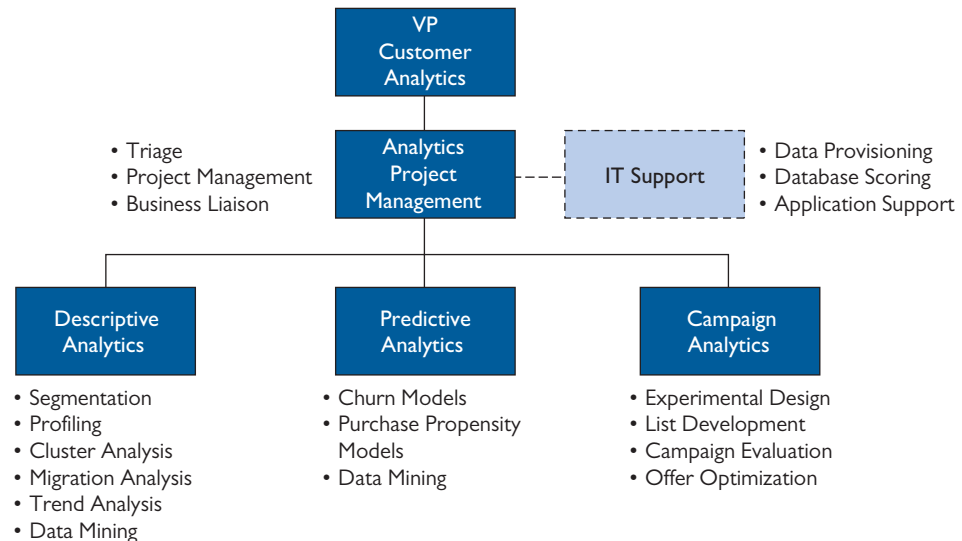 VP
Customer
Analytics
• Triage
• Project Management
• Business Liaison
Analytics
Project
Management
IT Support
• Data Provisioning
• Database Scoring
• Application Support
Descriptive
Analytics
Predictive
Analytics
Campaign
Analytics
• Segmentation
• Profiling
• Cluster Analysis
• Migration Analysis
• Trend Analysis
• Data Mining
• Churn Models
• Purchase Propensity
Models
• Data Mining
• Experimental Design
• List Development
• Campaign Evaluation
• Offer Optimization